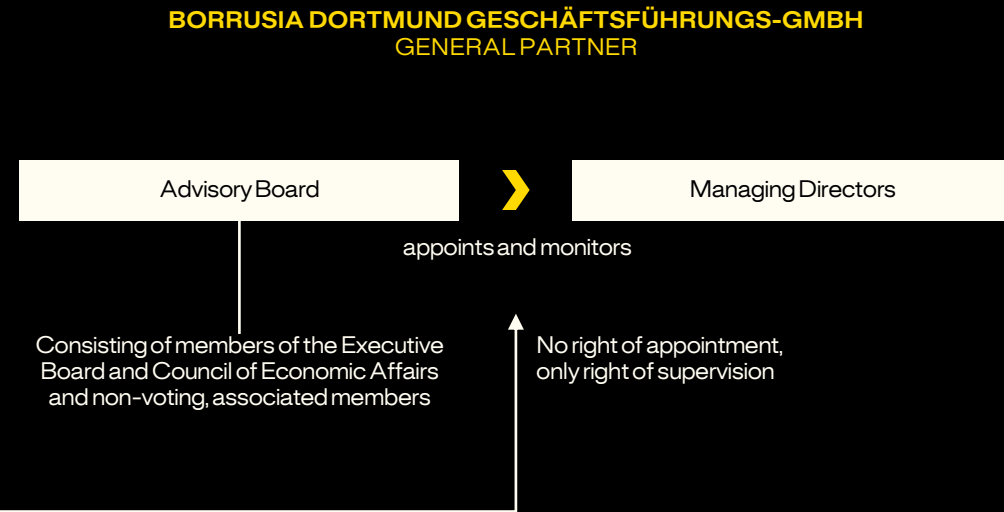 BORRUSIA DORTMUND GESCHÄFTSFÜHRUNGS-GMBH
GENERAL PARTNER
Advisory Board
Managing Directors
appoints and monitors
Consisting of members of the Executive
Board and Council of Economic Affairs
and non-voting, associated members
No right of appointment,
only right of supervision